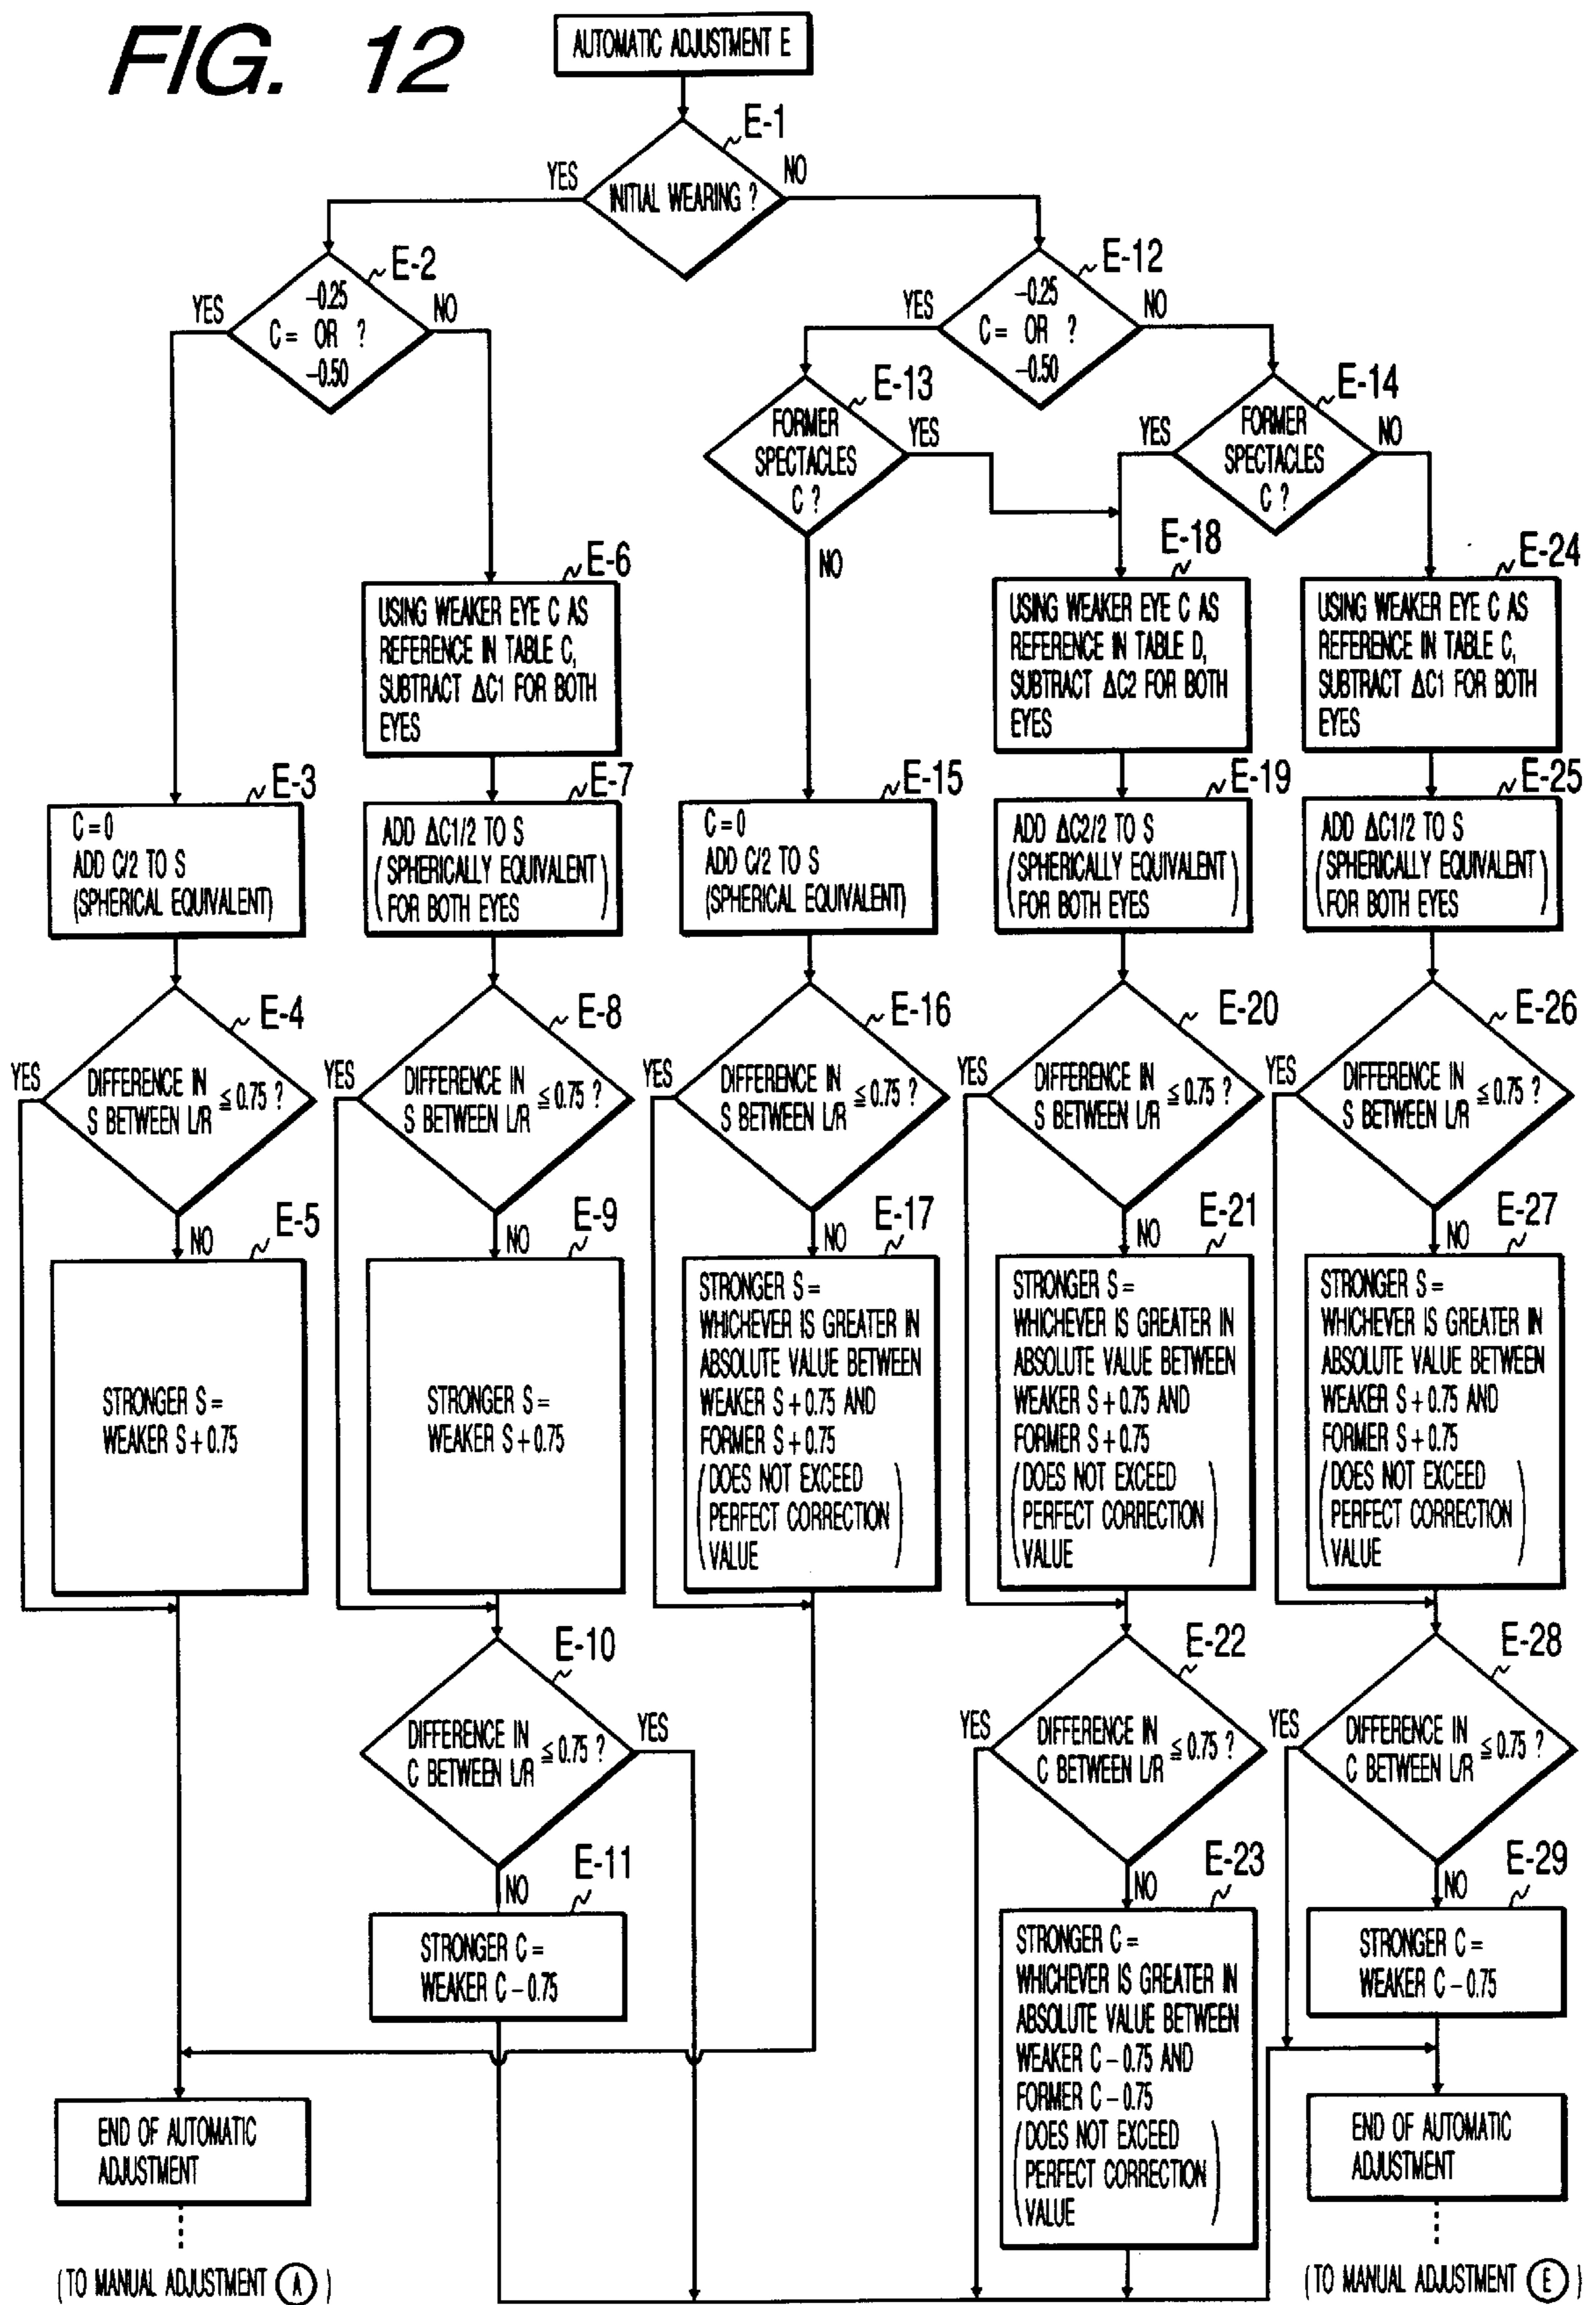 FIG. 12
AUTOMATIC ADJUSTMENT E
E-1
YES
INITIAL WEARING ?
NO
E-2
YES
-0.25
C = OR ?
-0.50
NO
E-12
YES
-0.25
C = OR ?
-0.50
NO
E-13
FORMER
SPECTACLES
C ?
YES
NO
E-14
YES
FORMER
SPECTACLES
C ?
NO
E-6
USING WEAKER EYE C AS
REFERENCE IN TABLE C,
SUBTRACT ΔC1 FOR BOTH
EYES
E-18
USING WEAKER EYE C AS
REFERENCE IN TABLE D,
SUBTRACT ΔC2 FOR BOTH
EYES
E-24
USING WEAKER EYE C AS
REFERENCE IN TABLE C,
SUBTRACT ΔC1 FOR BOTH
EYES
E-3
C = 0
ADD C/2 TO S
(SPHERICAL EQUIVALENT)
E-7
ADD ΔC1/2 TO S
(SPHERICALLY EQUIVALENT
FOR BOTH EYES)
E-15
C = 0
ADD C/2 TO S
(SPHERICAL EQUIVALENT)
E-19
ADD ΔC2/2 TO S
(SPHERICALLY EQUIVALENT
FOR BOTH EYES)
E-25
ADD ΔC1/2 TO S
(SPHERICALLY EQUIVALENT
FOR BOTH EYES)
E-4
YES
DIFFERENCE IN
S BETWEEN L/R ≦ 0.75 ?
NO
E-8
YES
DIFFERENCE IN
S BETWEEN L/R ≦ 0.75 ?
NO
E-16
YES
DIFFERENCE IN
S BETWEEN L/R ≦ 0.75 ?
NO
E-20
YES
DIFFERENCE IN
S BETWEEN L/R ≦ 0.75 ?
NO
E-26
YES
DIFFERENCE IN
S BETWEEN L/R ≦ 0.75 ?
NO
E-5
STRONGER S =
WEAKER S + 0.75
E-9
STRONGER S =
WEAKER S + 0.75
E-17
STRONGER S =
WHICHEVER IS GREATER IN
ABSOLUTE VALUE BETWEEN
WEAKER S + 0.75 AND
FORMER S + 0.75
(DOES NOT EXCEED
PERFECT CORRECTION
VALUE)
E-21
STRONGER S =
WHICHEVER IS GREATER IN
ABSOLUTE VALUE BETWEEN
WEAKER S + 0.75 AND
FORMER S + 0.75
(DOES NOT EXCEED
PERFECT CORRECTION
VALUE)
E-27
STRONGER S =
WHICHEVER IS GREATER IN
ABSOLUTE VALUE BETWEEN
WEAKER S + 0.75 AND
FORMER S + 0.75
(DOES NOT EXCEED
PERFECT CORRECTION
VALUE)
E-10
DIFFERENCE IN
C BETWEEN L/R ≦ 0.75 ?
YES
NO
E-22
YES
DIFFERENCE IN
C BETWEEN L/R ≦ 0.75 ?
NO
E-28
YES
DIFFERENCE IN
C BETWEEN L/R ≦ 0.75 ?
NO
E-11
STRONGER C =
WEAKER C - 0.75
E-23
STRONGER C =
WHICHEVER IS GREATER IN
ABSOLUTE VALUE BETWEEN
WEAKER C - 0.75 AND
FORMER C - 0.75
(DOES NOT EXCEED
PERFECT CORRECTION
VALUE)
E-29
STRONGER C =
WEAKER C - 0.75
END OF AUTOMATIC
ADJUSTMENT
(TO MANUAL ADJUSTMENT A)
END OF AUTOMATIC
ADJUSTMENT
(TO MANUAL ADJUSTMENT E)